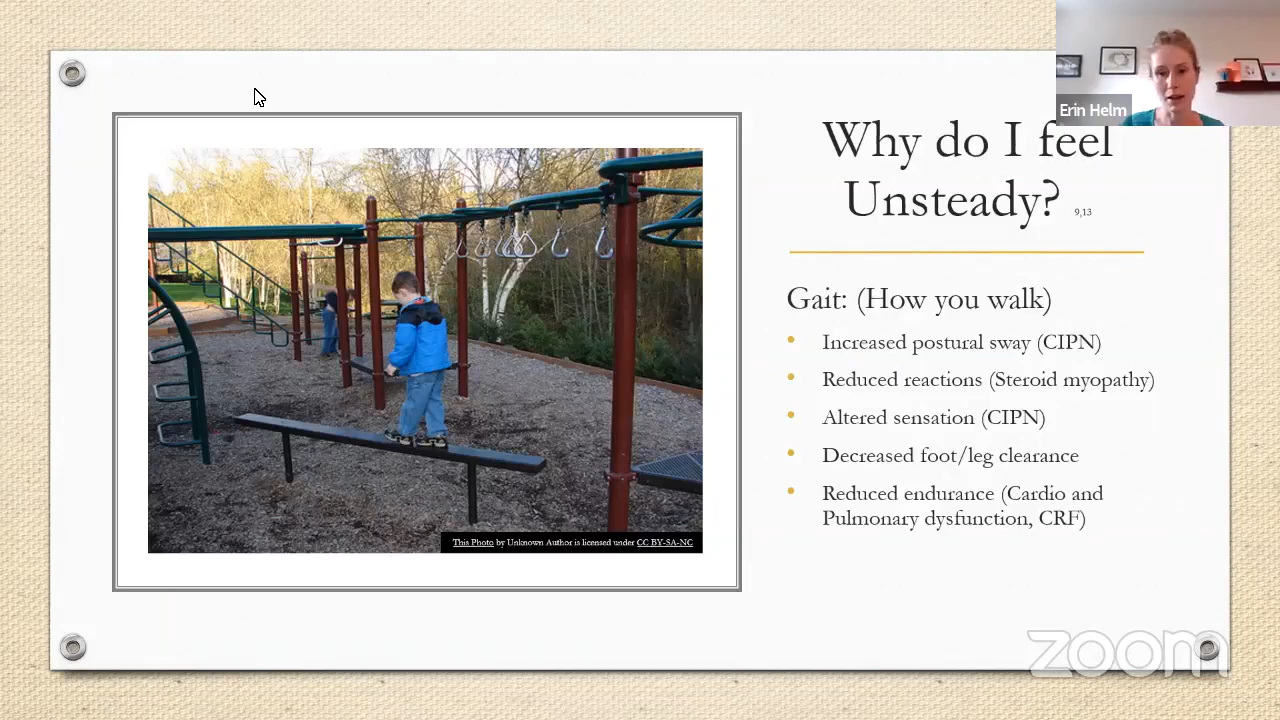 Erin Helm
Why do I feel
Unsteady? 9,13
Gait: (How you walk)
• Increased postural sway (CIPN)
• Reduced reactions (Steroid myopathy)
• Altered sensation (CIPN)
• Decreased foot/leg clearance
• Reduced endurance (Cardio and
Pulmonary dysfunction, CRF)
This Photo by Unknown Author is licensed under CC BY-SA-NC
zoom